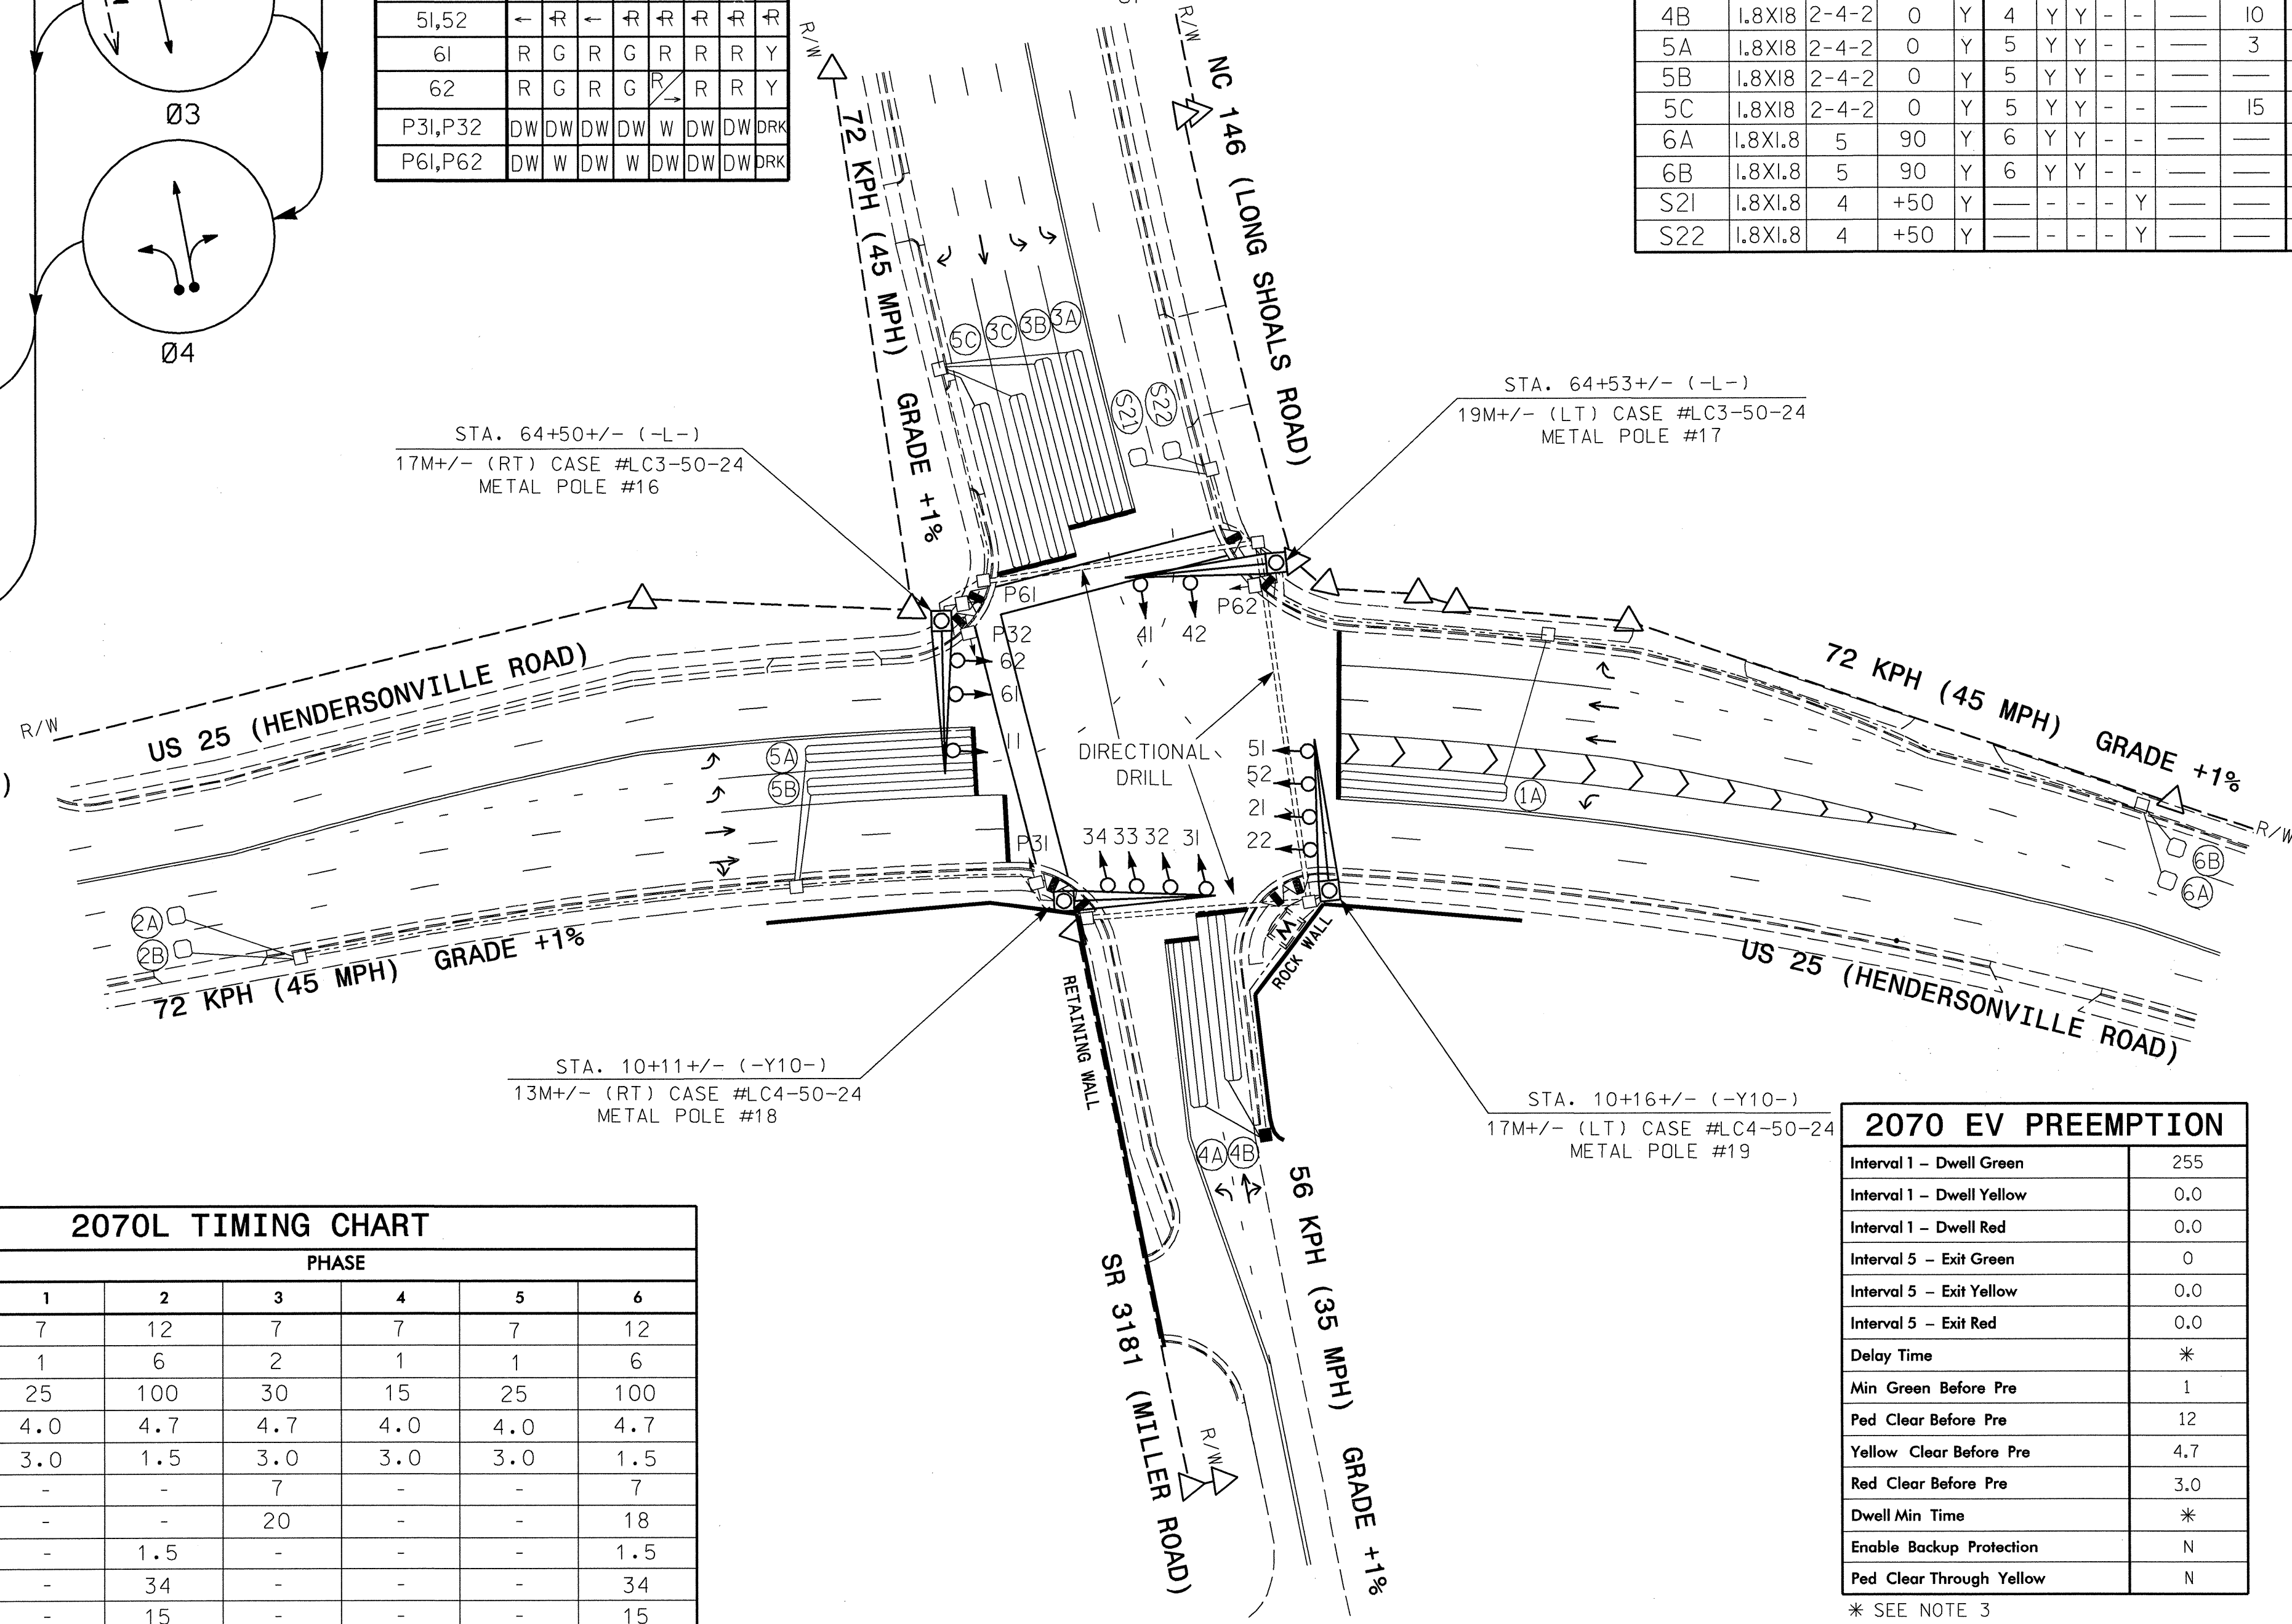 Ø3
Ø4
51,52 ← R ← R R R R R
61 R G R G R R R Y
62 R G R G R/→ R R Y
P31,P32 DW DW DW DW W DW DW DRK
P61,P62 DW W DW W DW DW DW DRK
4B 1.8X18 2-4-2 0 Y 4 Y Y - - — 10
5A 1.8X18 2-4-2 0 Y 5 Y Y - - — 3
5B 1.8X18 2-4-2 0 Y 5 Y Y - - — —
5C 1.8X18 2-4-2 0 Y 5 Y Y - - — 15
6A 1.8X1.8 5 90 Y 6 Y Y - - — —
6B 1.8X1.8 5 90 Y 6 Y Y - - — —
S21 1.8X1.8 4 +50 Y — - - - Y — —
S22 1.8X1.8 4 +50 Y — - - - Y — —
R/W
R/W
72 KPH (45 MPH) GRADE +1%
NC 146 (LONG SHOALS ROAD)
5C 3C 3B 3A
S21 S22
STA. 64+50+/- (-L-)
17M+/- (RT) CASE #LC3-50-24
METAL POLE #16
STA. 64+53+/- (-L-)
19M+/- (LT) CASE #LC3-50-24
METAL POLE #17
P61
P32
P62
41 42
62
61
11
DIRECTIONAL
DRILL
51
52
21
22
34 33 32 31
P31
R/W
US 25 (HENDERSONVILLE ROAD)
)
5A
5B
2A
2B
72 KPH (45 MPH) GRADE +1%
72 KPH (45 MPH) GRADE +1%
R/W
1A
6B
6A
US 25 (HENDERSONVILLE ROAD)
RETAINING WALL
ROCK WALL
STA. 10+11+/- (-Y10-)
13M+/- (RT) CASE #LC4-50-24
METAL POLE #18
STA. 10+16+/- (-Y10-)
17M+/- (LT) CASE #LC4-50-24
METAL POLE #19
4A 4B
56 KPH (35 MPH) GRADE +1%
SR 3181 (MILLER ROAD)
R/W
2070L TIMING CHART
PHASE
1 2 3 4 5 6
7 12 7 7 7 12
1 6 2 1 1 6
25 100 30 15 25 100
4.0 4.7 4.7 4.0 4.0 4.7
3.0 1.5 3.0 3.0 3.0 1.5
- - 7 - - 7
- - 20 - - 18
- 1.5 - - - 1.5
- 34 - - - 34
- 15 - - - 15
2070 EV PREEMPTION
Interval 1 – Dwell Green 255
Interval 1 – Dwell Yellow 0.0
Interval 1 – Dwell Red 0.0
Interval 5 – Exit Green 0
Interval 5 – Exit Yellow 0.0
Interval 5 – Exit Red 0.0
Delay Time *
Min Green Before Pre 1
Ped Clear Before Pre 12
Yellow Clear Before Pre 4.7
Red Clear Before Pre 3.0
Dwell Min Time *
Enable Backup Protection N
Ped Clear Through Yellow N
* SEE NOTE 3